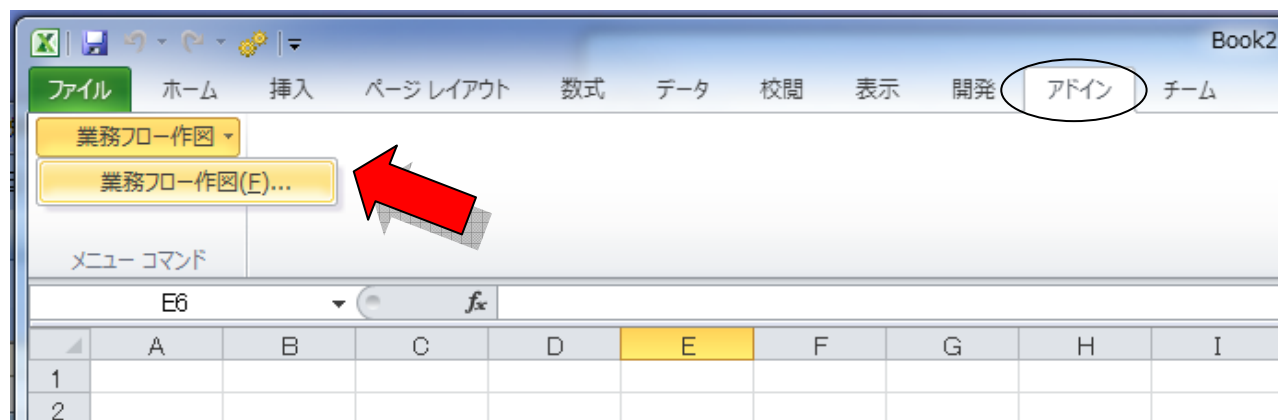 Book2
ファイル ホーム 挿入 ページ レイアウト 数式 データ 校閲 表示 開発 アドイン チーム
業務フロー作図
業務フロー作図(F)...
メニュー コマンド
E6 fx
A B C D E F G H I
1
2